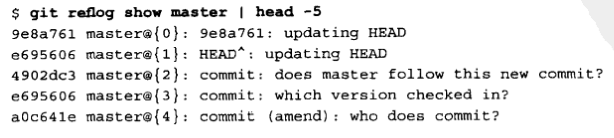 $ git reflog show master | head -5
9e8a761 master@{0}: 9e8a761: updating HEAD
e695606 master@{1}: HEAD^: updating HEAD
4902dc3 master@{2}: commit: does master follow this new commit?
e695606 master@{3}: commit: which version checked in?
a0c641e master@{4}: commit (amend): who does commit?